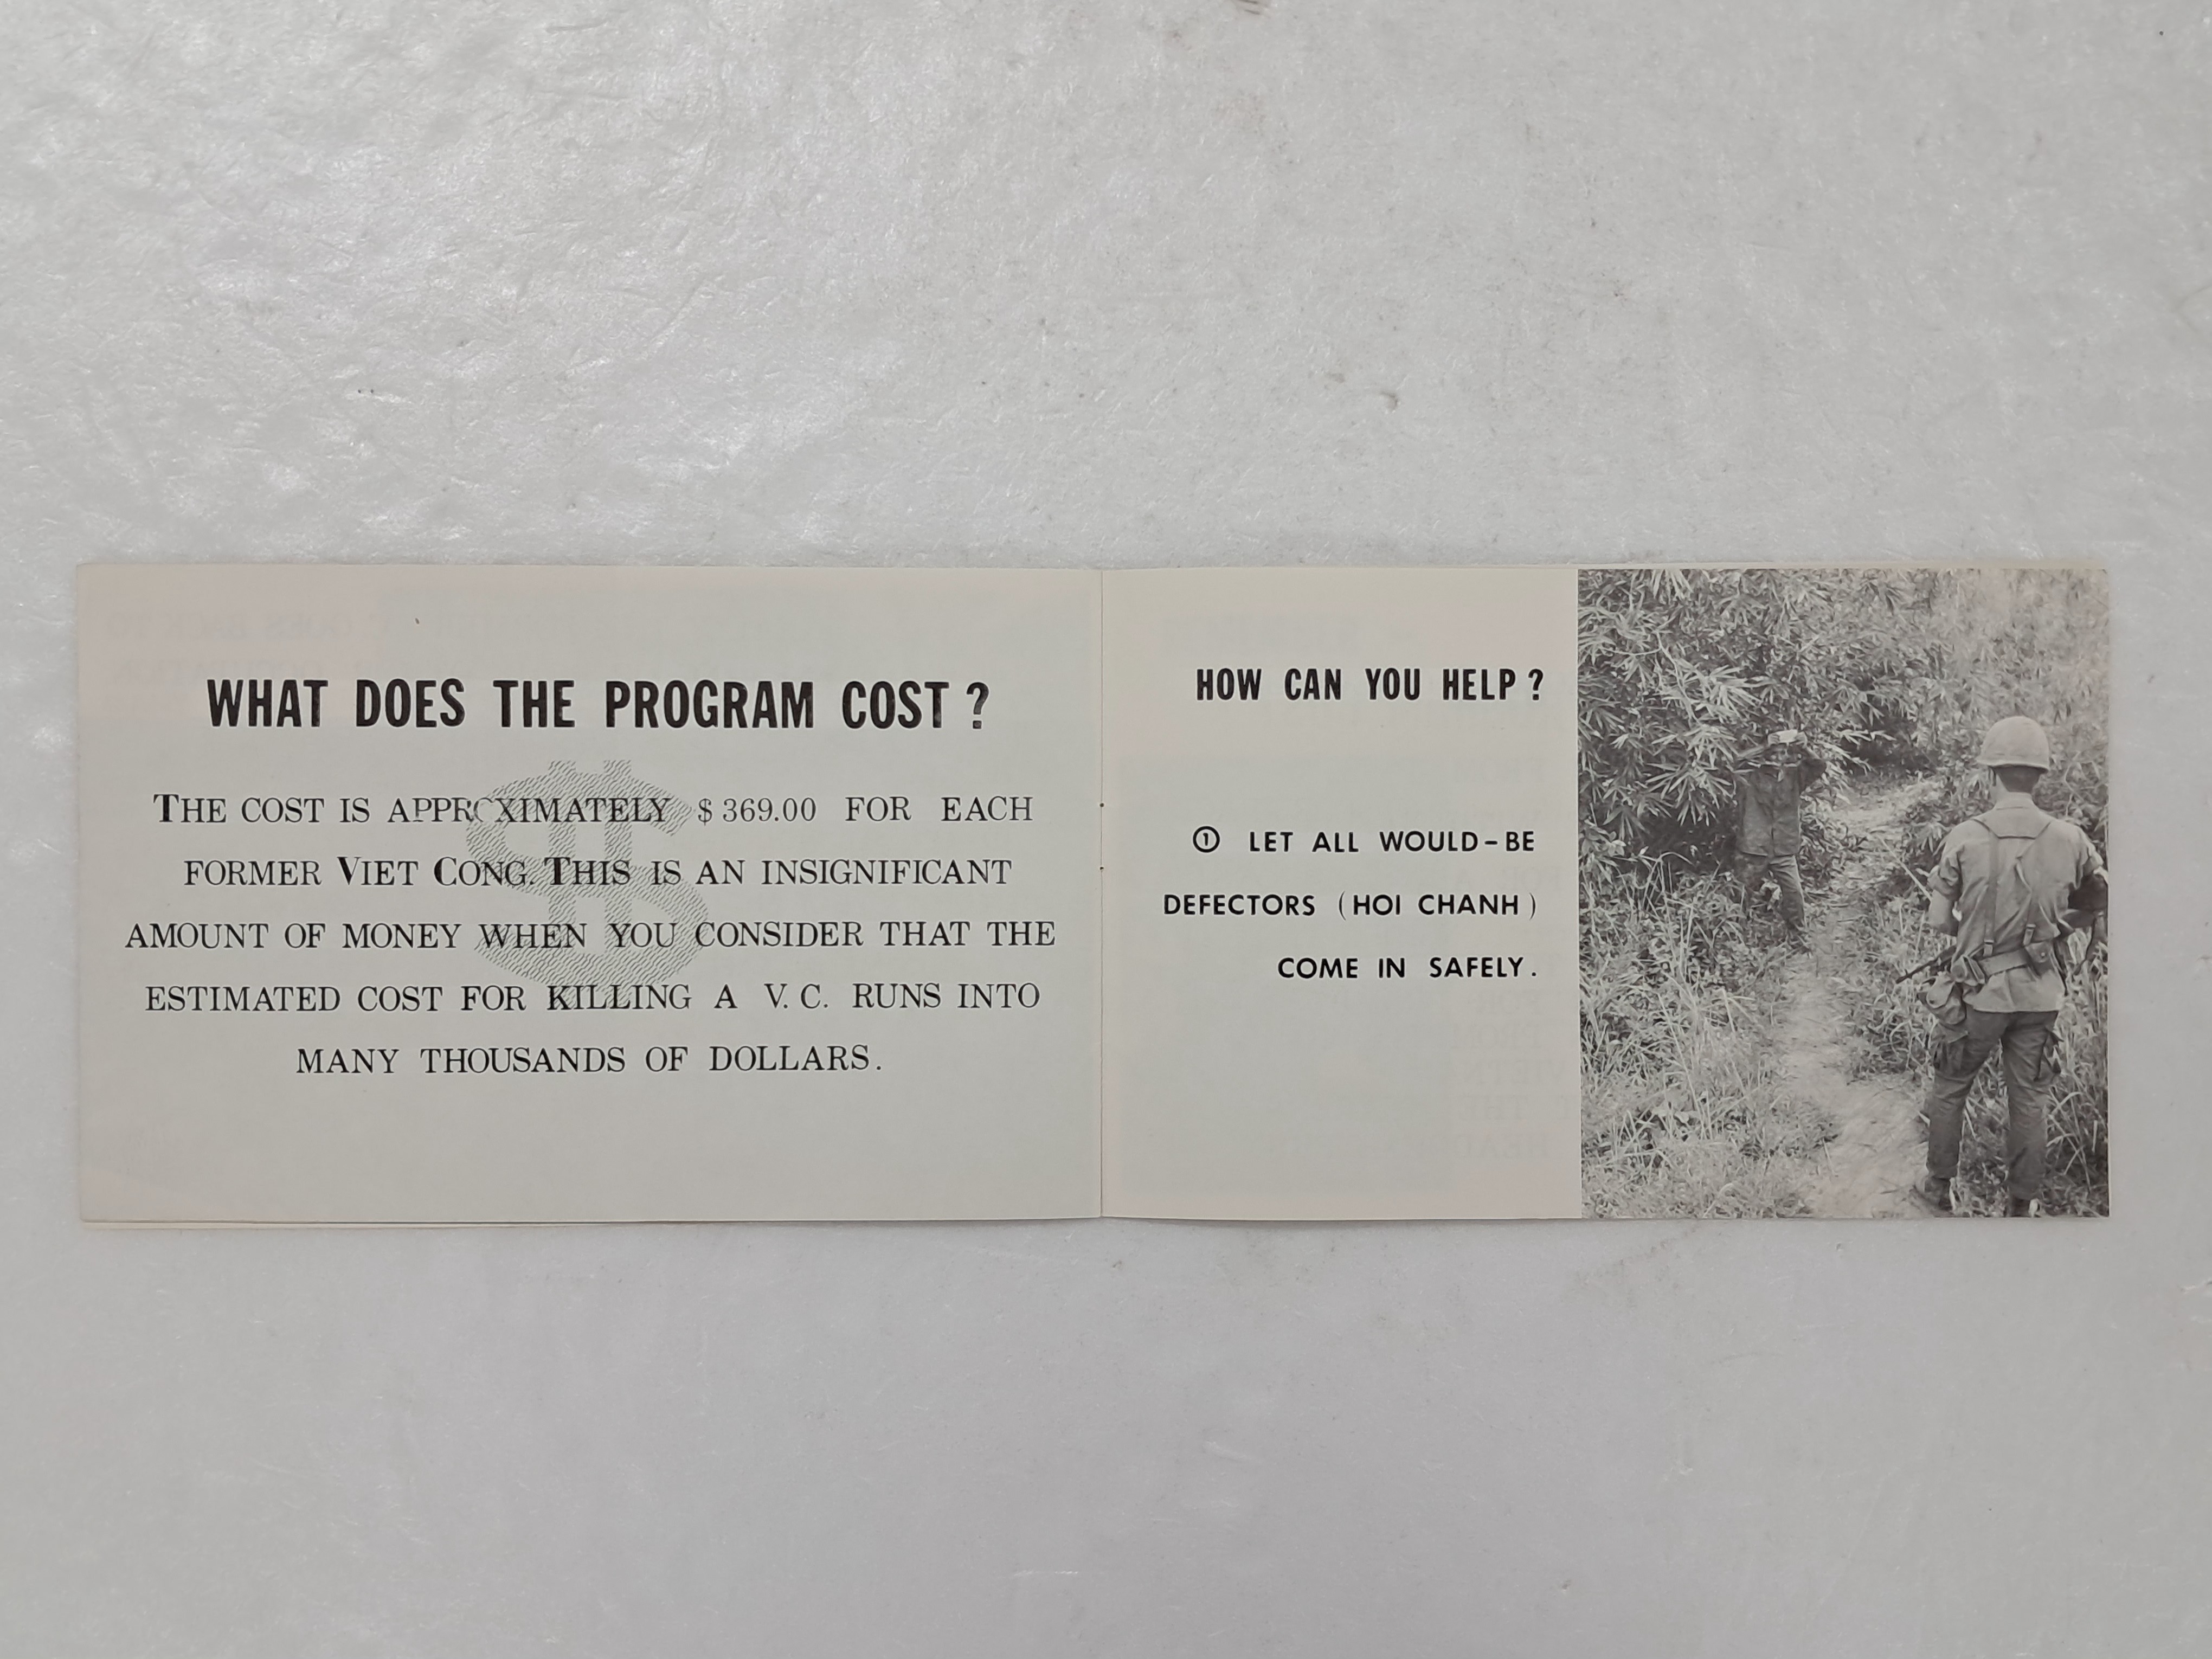 WHAT DOES THE PROGRAM COST ?
THE COST IS APPROXIMATELY $ 369.00 FOR EACH
FORMER VIET CONG. THIS IS AN INSIGNIFICANT
AMOUNT OF MONEY WHEN YOU CONSIDER THAT THE
ESTIMATED COST FOR KILLING A V. C. RUNS INTO
MANY THOUSANDS OF DOLLARS.
HOW CAN YOU HELP ?
① LET ALL WOULD-BE
DEFECTORS (HOI CHANH)
COME IN SAFELY.